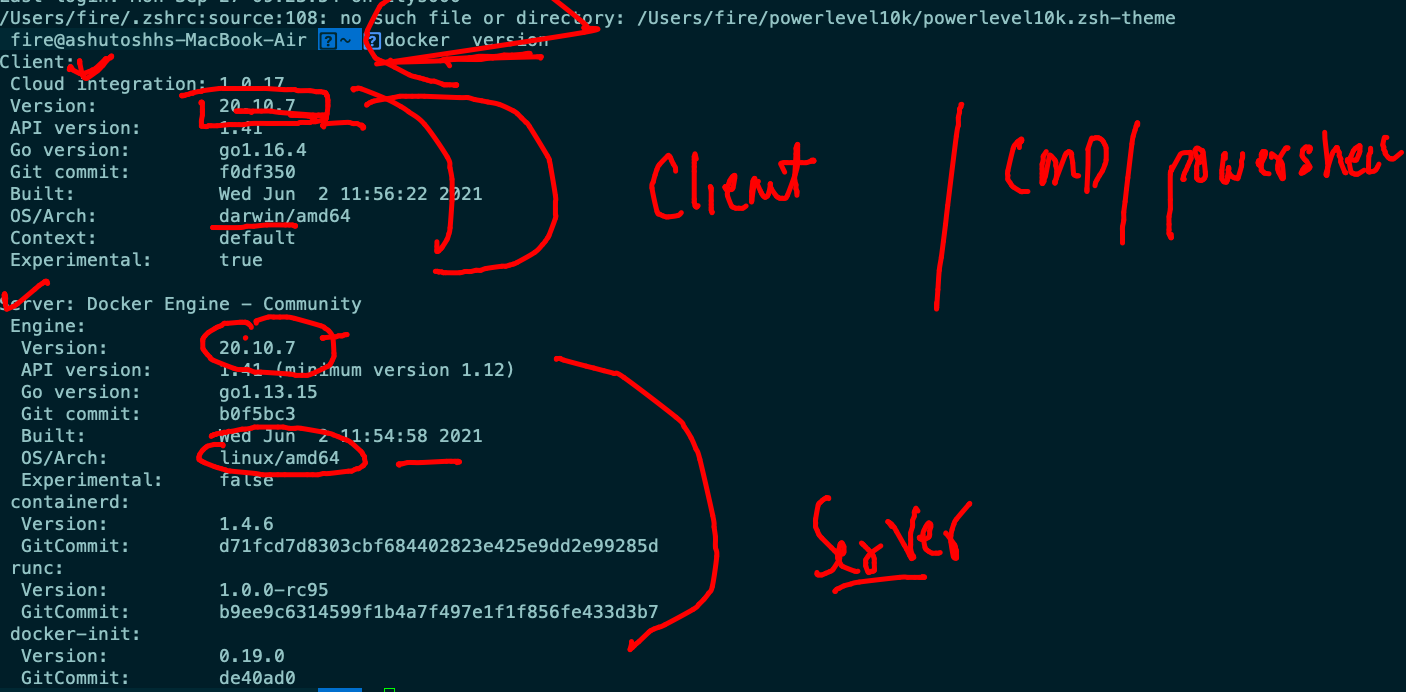 /Users/fire/.zshrc:source:108: no such file or directory: /Users/fire/powerlevel10k/powerlevel10k.zsh-theme
fire@ashutoshhs-MacBook-Air ~ docker version
Client:
Cloud integration: 1.0.17
Version: 20.10.7
API version: 1.41
Go version: go1.16.4
Git commit: f0df350
Built: Wed Jun 2 11:56:22 2021
OS/Arch: darwin/amd64
Context: default
Experimental: true
Client / CMD / powershell
Server: Docker Engine – Community
Engine:
Version: 20.10.7
API version: 1.41 (minimum version 1.12)
Go version: go1.13.15
Git commit: b0f5bc3
Built: Wed Jun 2 11:54:58 2021
OS/Arch: linux/amd64
Experimental: false
containerd:
Version: 1.4.6
GitCommit: d71fcd7d8303cbf684402823e425e9dd2e99285d
runc:
Version: 1.0.0-rc95
GitCommit: b9ee9c6314599f1b4a7f497e1f1f856fe433d3b7
docker-init:
Version: 0.19.0
GitCommit: de40ad0
Server